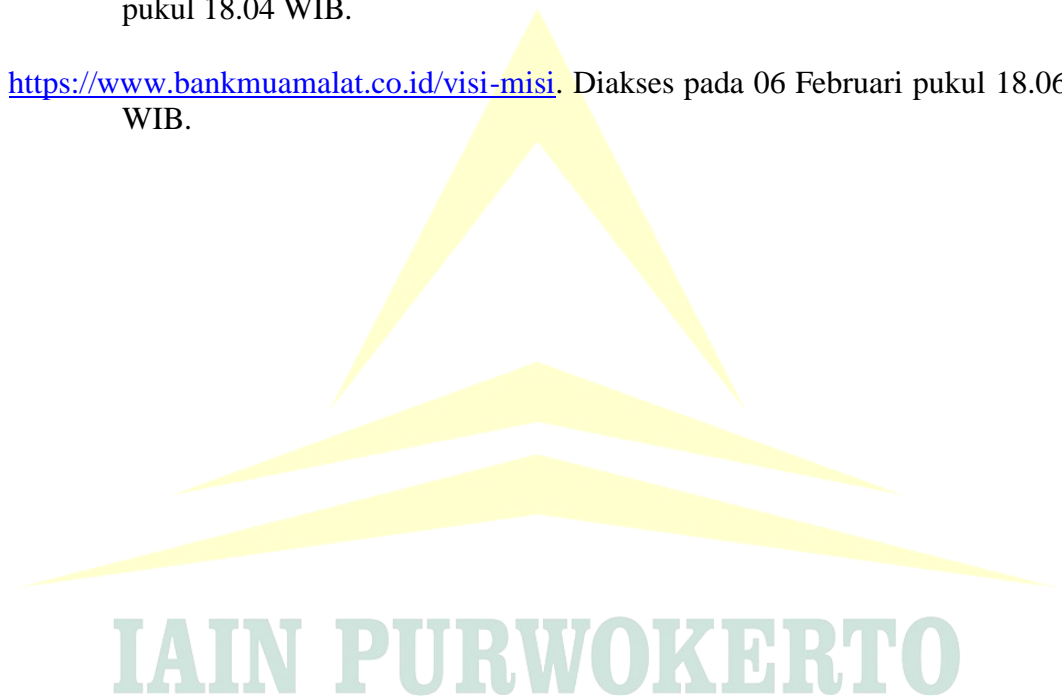 pukul 18.04 WIB.
https://www.bankmuamalat.co.id/visi-misi. Diakses pada 06 Februari pukul 18.06
WIB.
IAIN PURWOKERTO